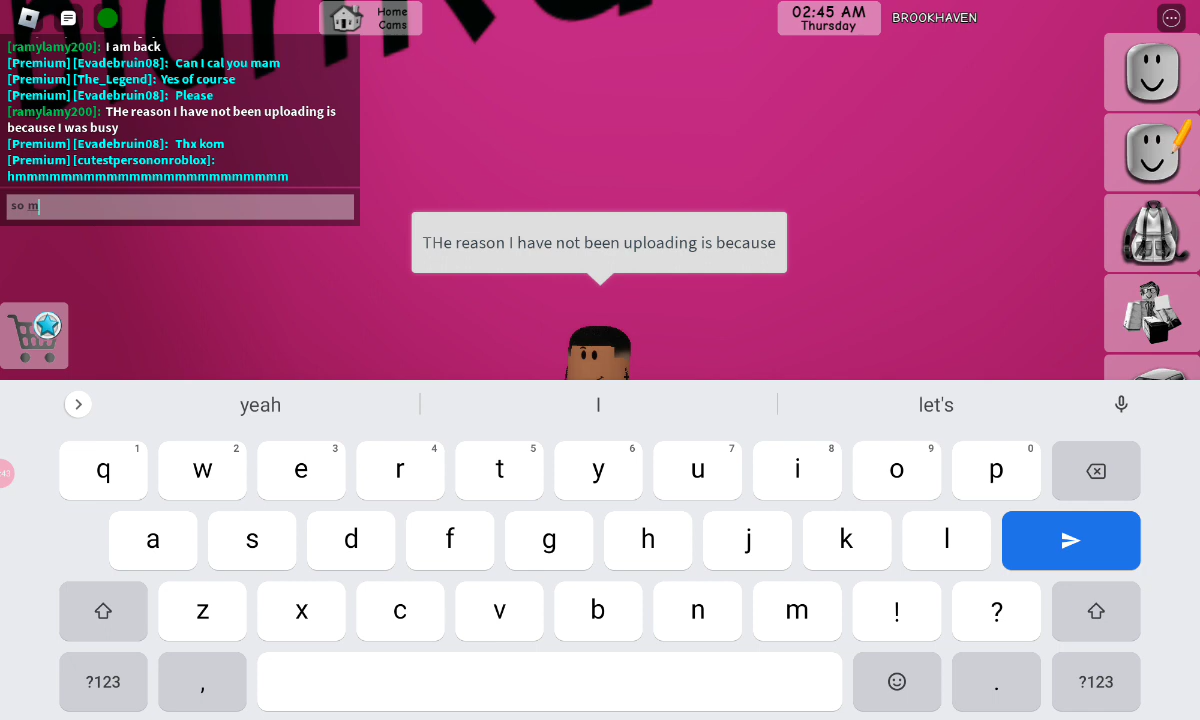 Home
Cams
02:45 AM
Thursday
BROOKHAVEN
[ramylamy200]: I am back
[Premium] [Evadebruin08]: Can I cal you mam
[Premium] [The_Legend]: Yes of course
[Premium] [Evadebruin08]: Please
[ramylamy200]: THe reason I have not been uploading is
because I was busy
[Premium] [Evadebruin08]: Thx kom
[Premium] [cutestpersononroblox]:
hmmmmmmmmmmmmmmmmmmmmmmm
so m
THe reason I have not been uploading is because
yeah
I
let's
q 1 w 2 e 3 r 4 t 5 y 6 u 7 i 8 o 9 p 0
a s d f g h j k l
z x c v b n m ! ?
?123 , . ?123